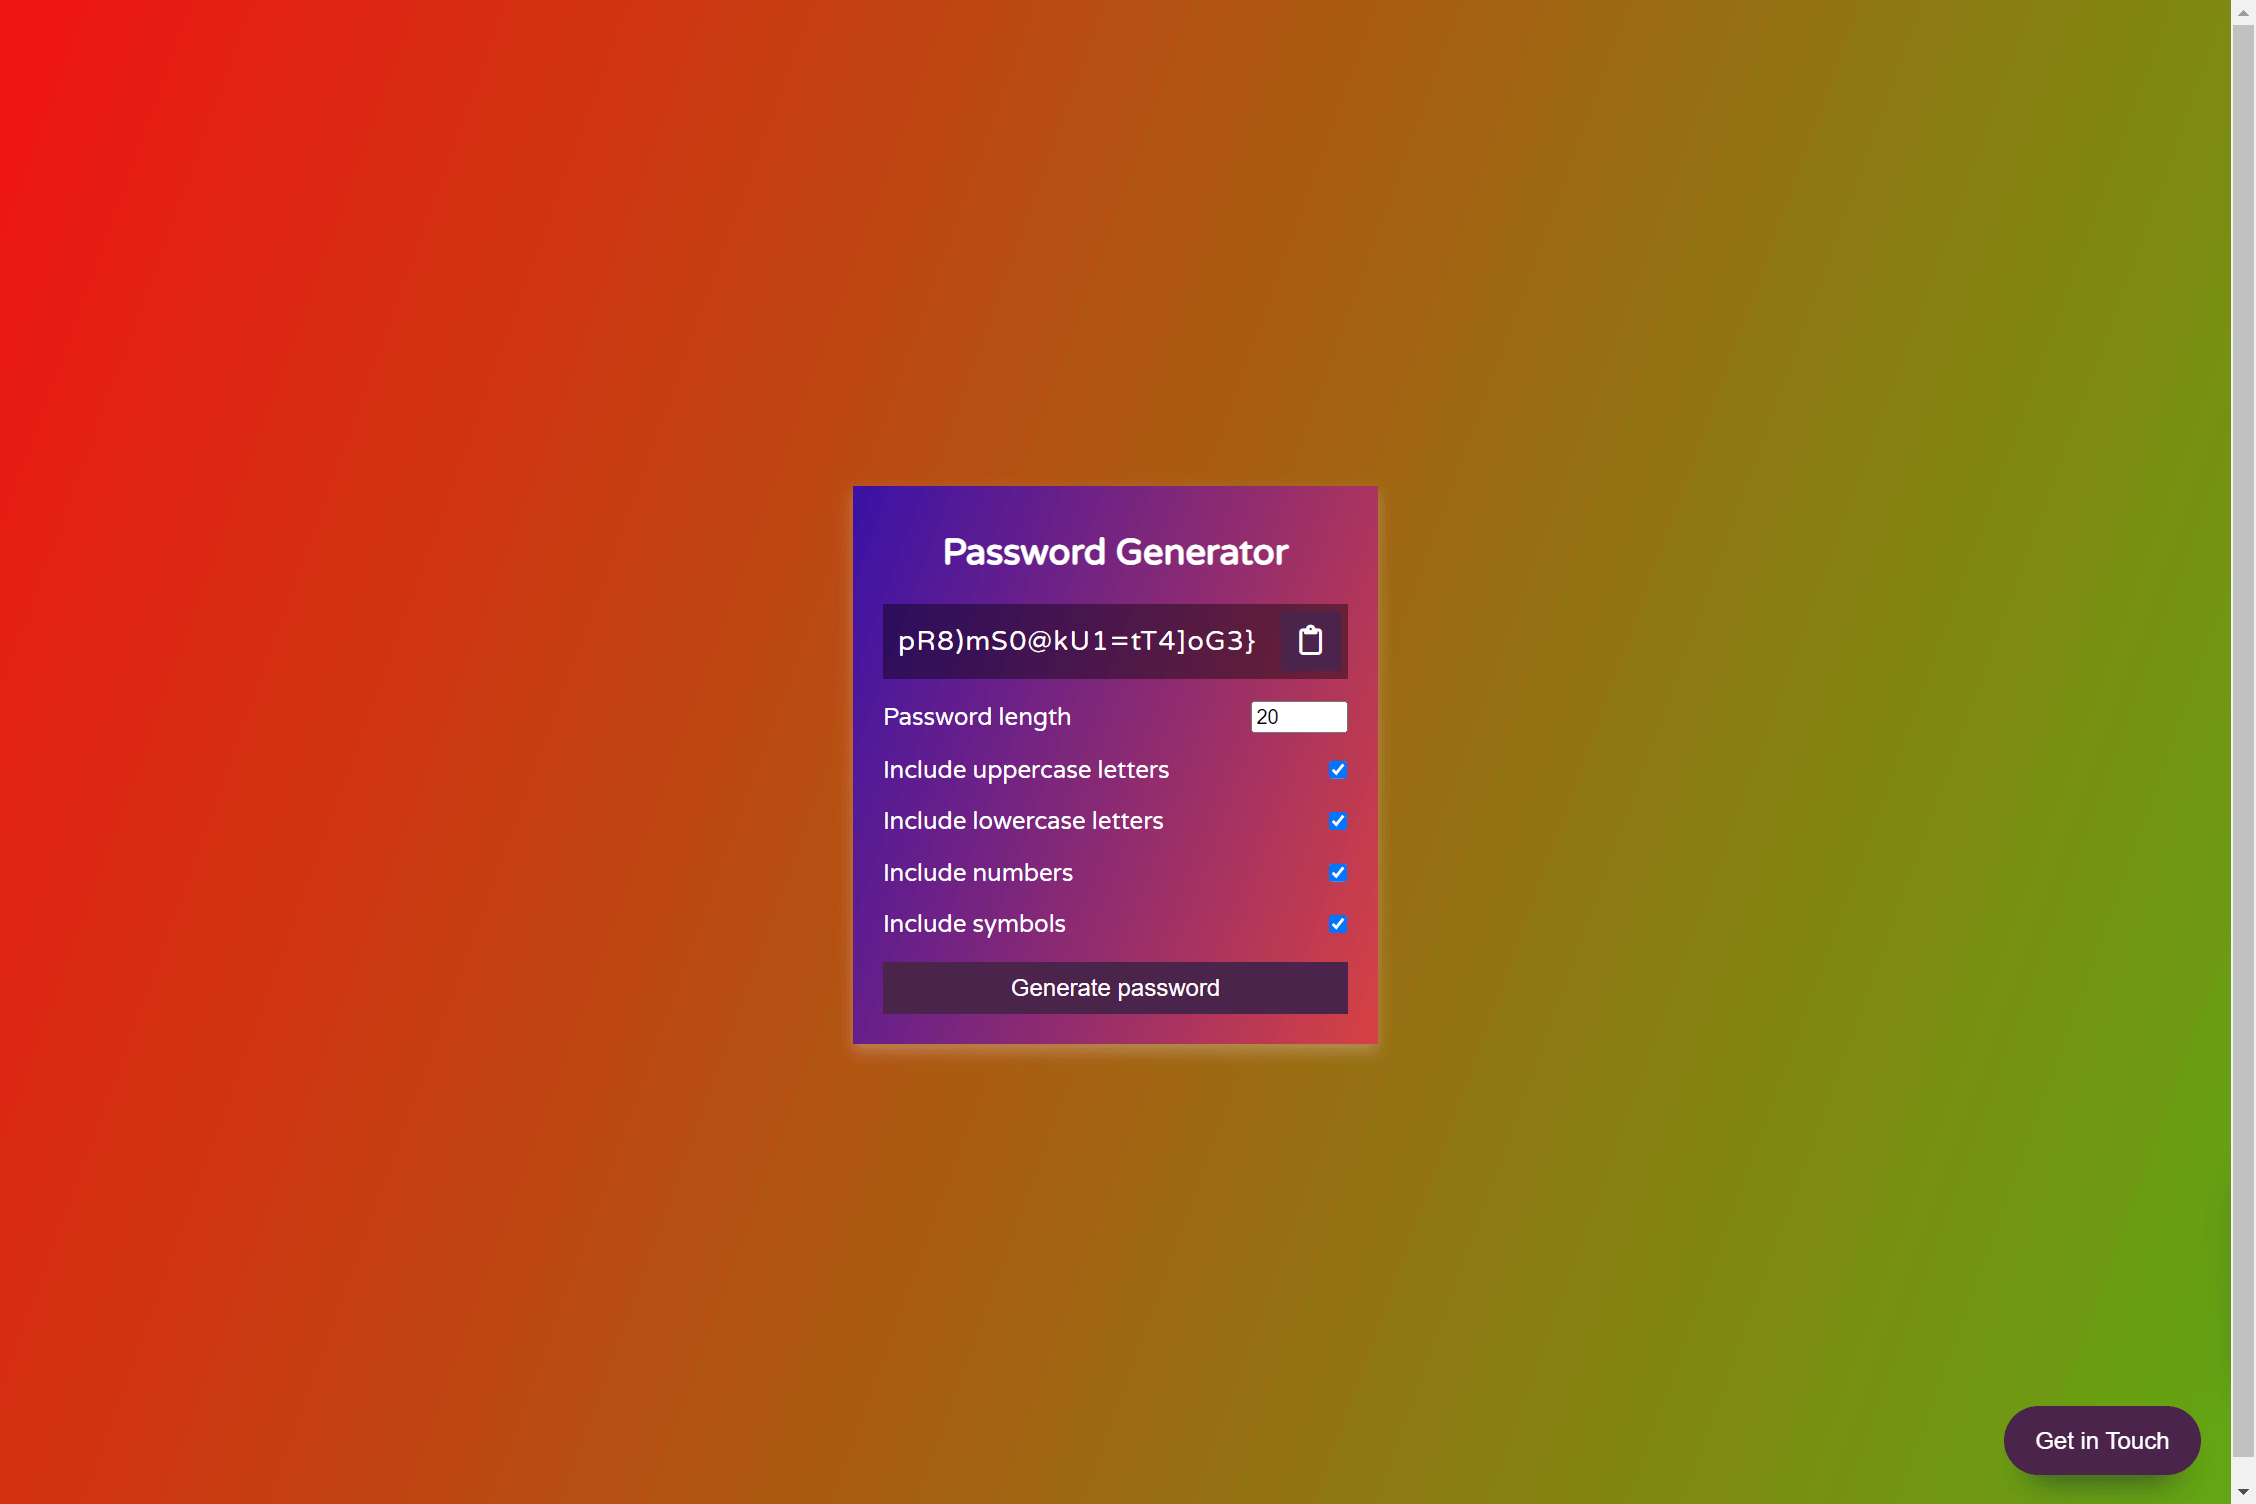 Password Generator
pR8)mS0@kU1=tT4]oG3}
Password length
20
Include uppercase letters
Include lowercase letters
Include numbers
Include symbols
Generate password
Get in Touch